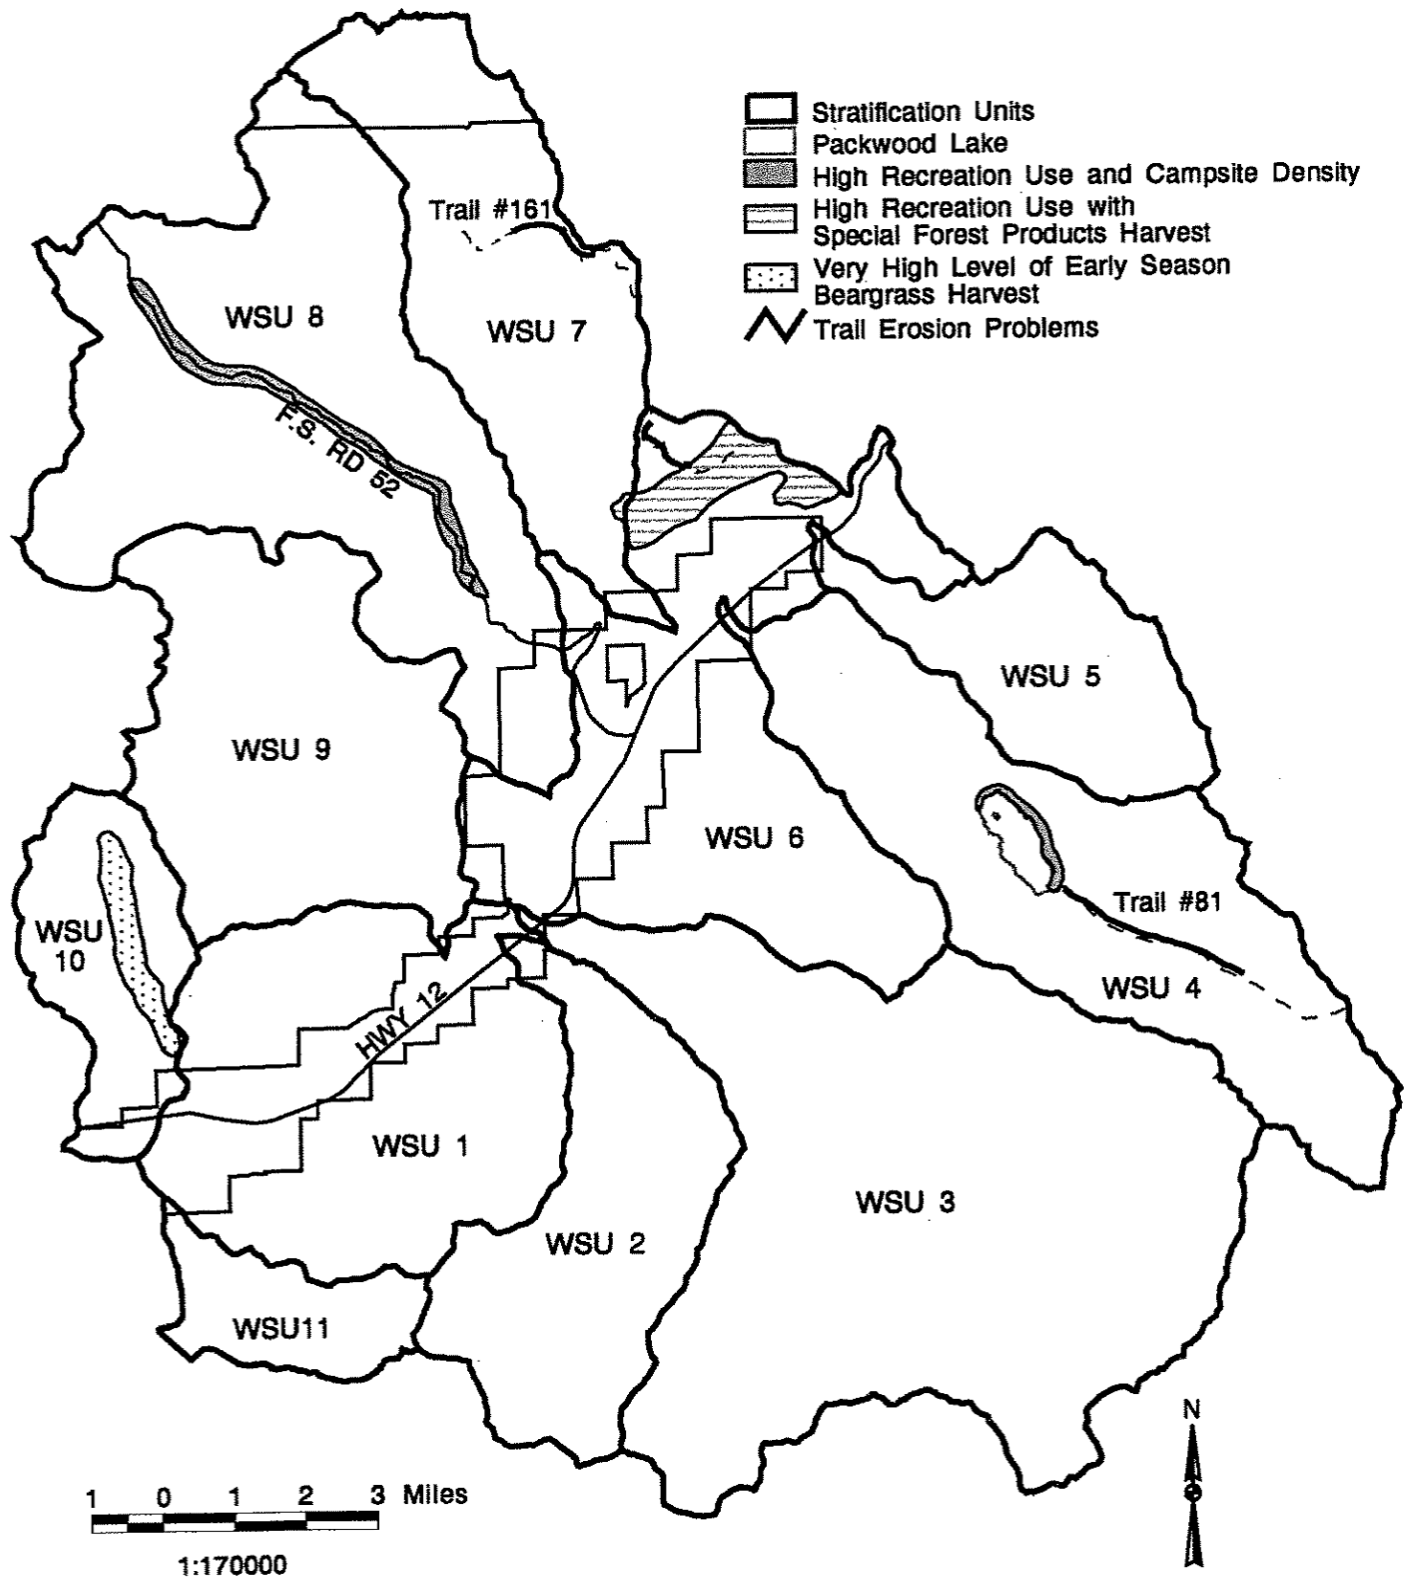 Stratification Units
Packwood Lake
High Recreation Use and Campsite Density
High Recreation Use with
Special Forest Products Harvest
Very High Level of Early Season
Beargrass Harvest
Trail Erosion Problems
Trail #161
WSU 8
WSU 7
F.S. RD 52
WSU 5
WSU 9
WSU 6
Trail #81
WSU
10
WSU 4
HWY 12
WSU 1
WSU 3
WSU 2
WSU11
N
1 0 1 2 3 Miles
1:170000